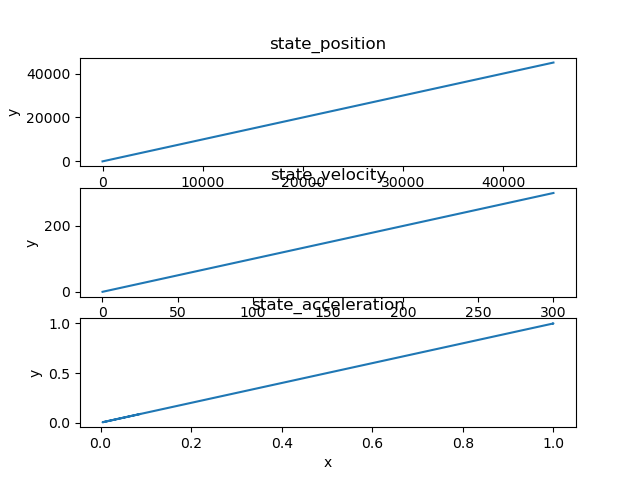 state_position
40000
20000
0
y
0 10000 20000 30000 40000
state_velocity
200
0
y
0 50 100 150 200 250 300
state_acceleration
1.0
0.5
0.0
y
0.0 0.2 0.4 0.6 0.8 1.0
x